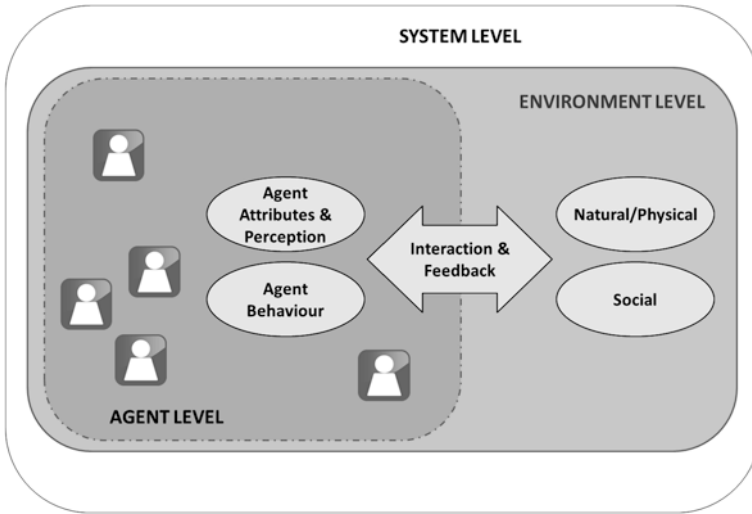 SYSTEM LEVEL
ENVIRONMENT LEVEL
Agent
Attributes &
Perception
Agent
Behaviour
Interaction &
Feedback
Natural/Physical
Social
AGENT LEVEL